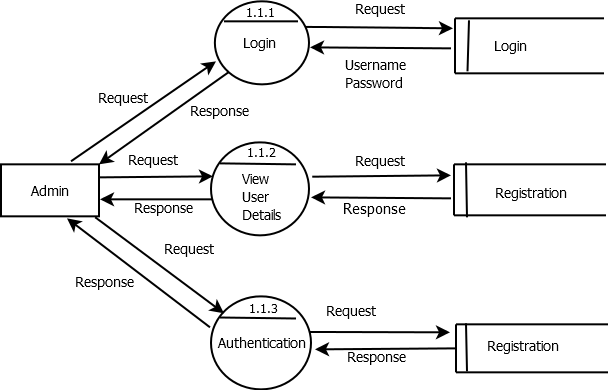 1.1.1
Request
Login
Login
Username
Password
Request
Response
1.1.2
Request
Request
View
User
Details
Admin
Registration
Response
Response
Request
Response
1.1.3
Request
Authentication
Registration
Response